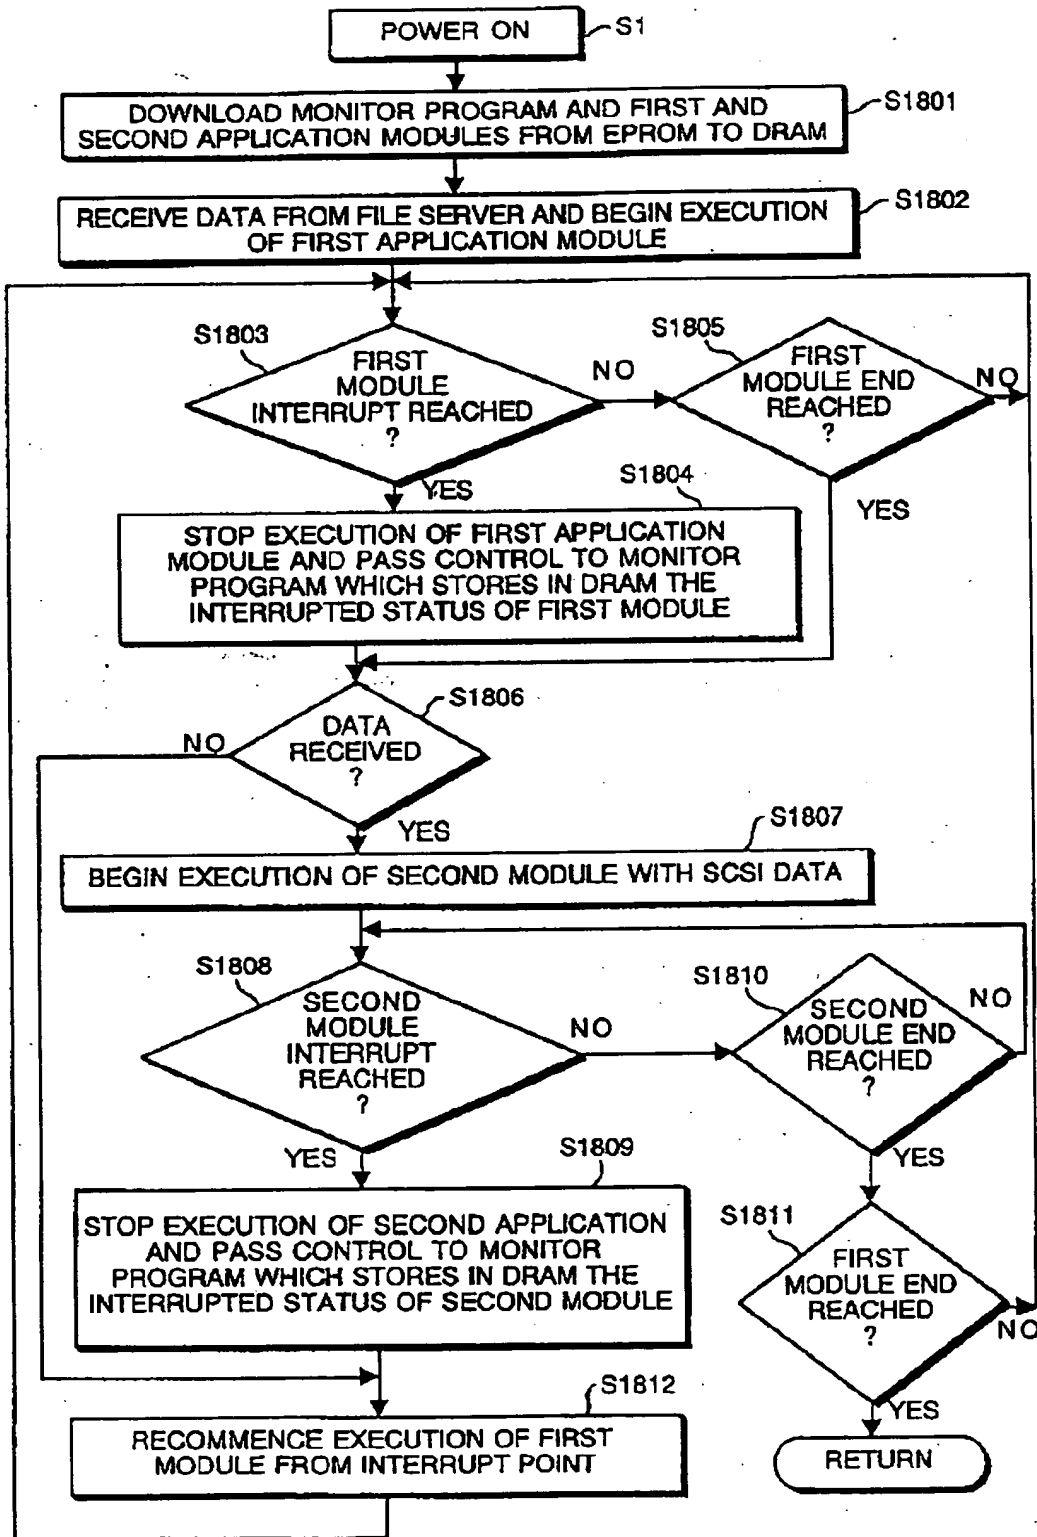 POWER ON
S1
DOWNLOAD MONITOR PROGRAM AND FIRST AND
SECOND APPLICATION MODULES FROM EPROM TO DRAM
S1801
RECEIVE DATA FROM FILE SERVER AND BEGIN EXECUTION
OF FIRST APPLICATION MODULE
S1802
S1803
FIRST
MODULE
INTERRUPT REACHED
?
NO
YES
S1805
FIRST
MODULE END
REACHED
?
NO
YES
S1804
STOP EXECUTION OF FIRST APPLICATION
MODULE AND PASS CONTROL TO MONITOR
PROGRAM WHICH STORES IN DRAM THE
INTERRUPTED STATUS OF FIRST MODULE
S1806
DATA
RECEIVED
?
NO
YES
S1807
BEGIN EXECUTION OF SECOND MODULE WITH SCSI DATA
S1808
SECOND
MODULE
INTERRUPT
REACHED
?
NO
YES
S1810
SECOND
MODULE END
REACHED
?
NO
YES
S1809
STOP EXECUTION OF SECOND APPLICATION
AND PASS CONTROL TO MONITOR
PROGRAM WHICH STORES IN DRAM THE
INTERRUPTED STATUS OF SECOND MODULE
S1811
FIRST
MODULE END
REACHED
?
NO
YES
S1812
RECOMMENCE EXECUTION OF FIRST
MODULE FROM INTERRUPT POINT
RETURN